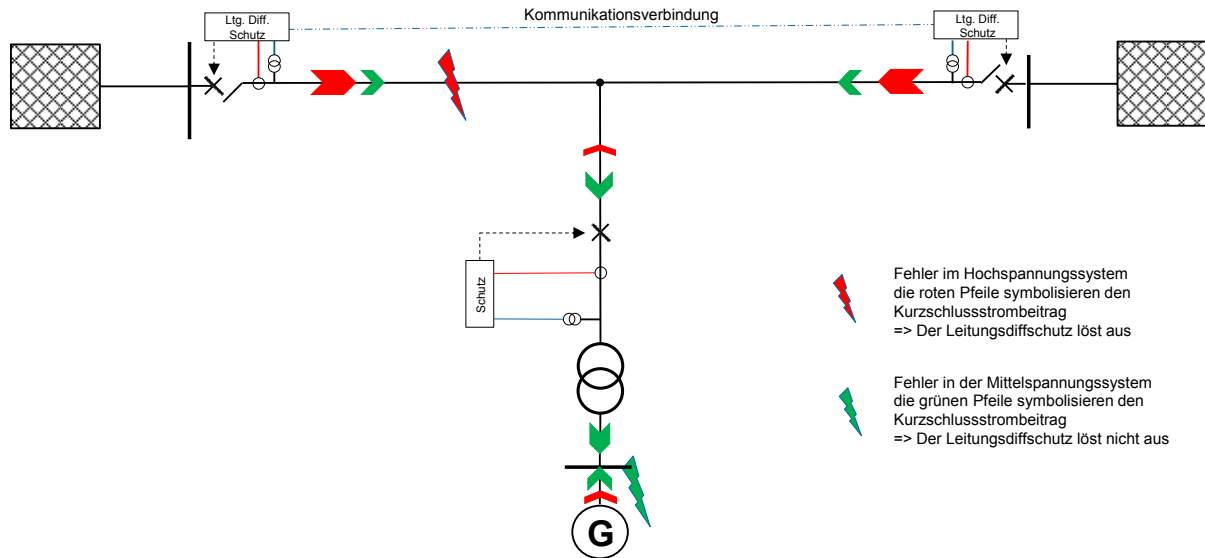 Ltg. Diff.
Schutz
Kommunikationsverbindung
Ltg. Diff.
Schutz
Schutz
Fehler im Hochspannungssystem
die roten Pfeile symbolisieren den
Kurzschlussstrombeitrag
=> Der Leitungsdiffschutz löst aus
Fehler in der Mittelspannungssystem
die grünen Pfeile symbolisieren den
Kurzschlussstrombeitrag
=> Der Leitungsdiffschutz löst nicht aus
G